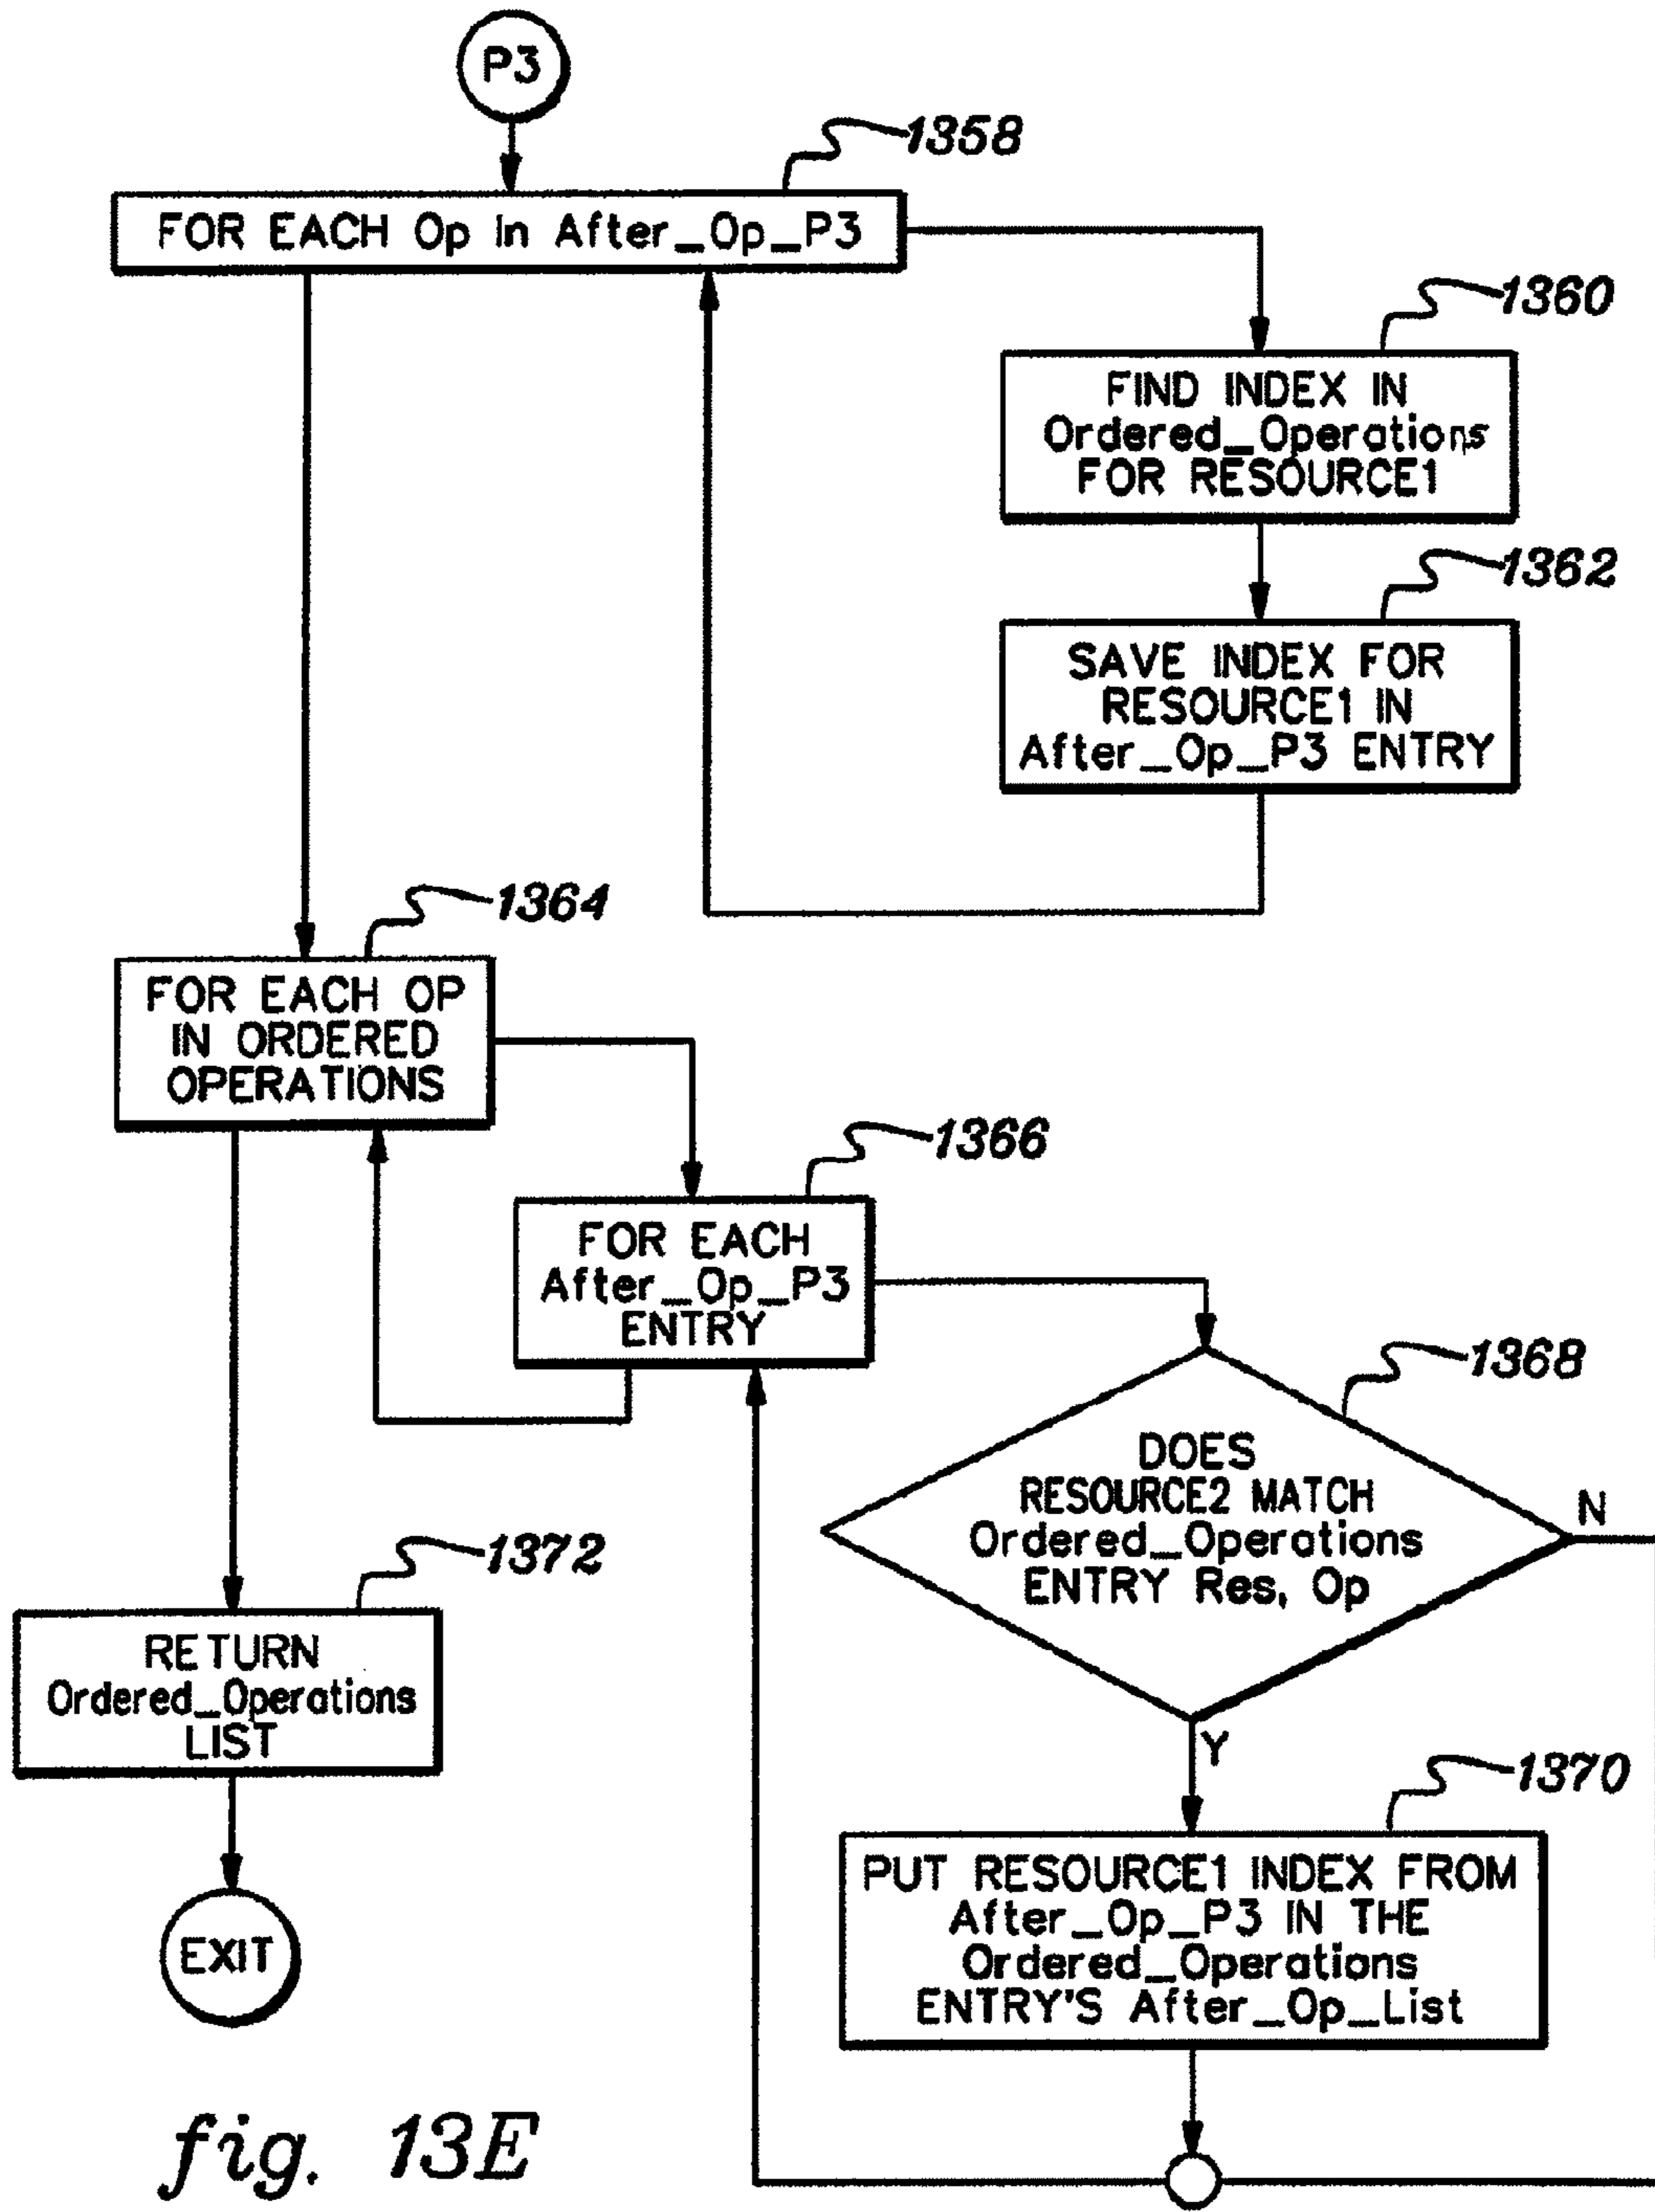 P3
1358
FOR EACH Op in After_Op_P3
1360
FIND INDEX IN
Ordered_Operations
FOR RESOURCE1
1362
SAVE INDEX FOR
RESOURCE1 IN
After_Op_P3 ENTRY
1364
FOR EACH OP
IN ORDERED
OPERATIONS
1366
FOR EACH
After_Op_P3
ENTRY
1368
DOES
RESOURCE2 MATCH
Ordered_Operations
ENTRY Res, Op
N
Y
1372
RETURN
Ordered_Operations
LIST
1370
PUT RESOURCE1 INDEX FROM
After_Op_P3 IN THE
Ordered_Operations
ENTRY'S After_Op_List
EXIT
fig. 13E